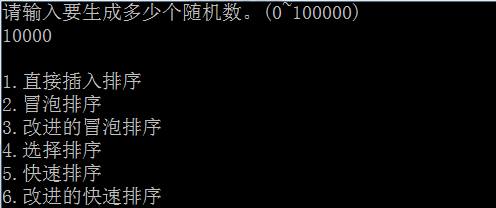 请输入要生成多少个随机数。(0~100000)
10000
1.直接插入排序
2.冒泡排序
3.改进的冒泡排序
4.选择排序
5.快速排序
6.改进的快速排序